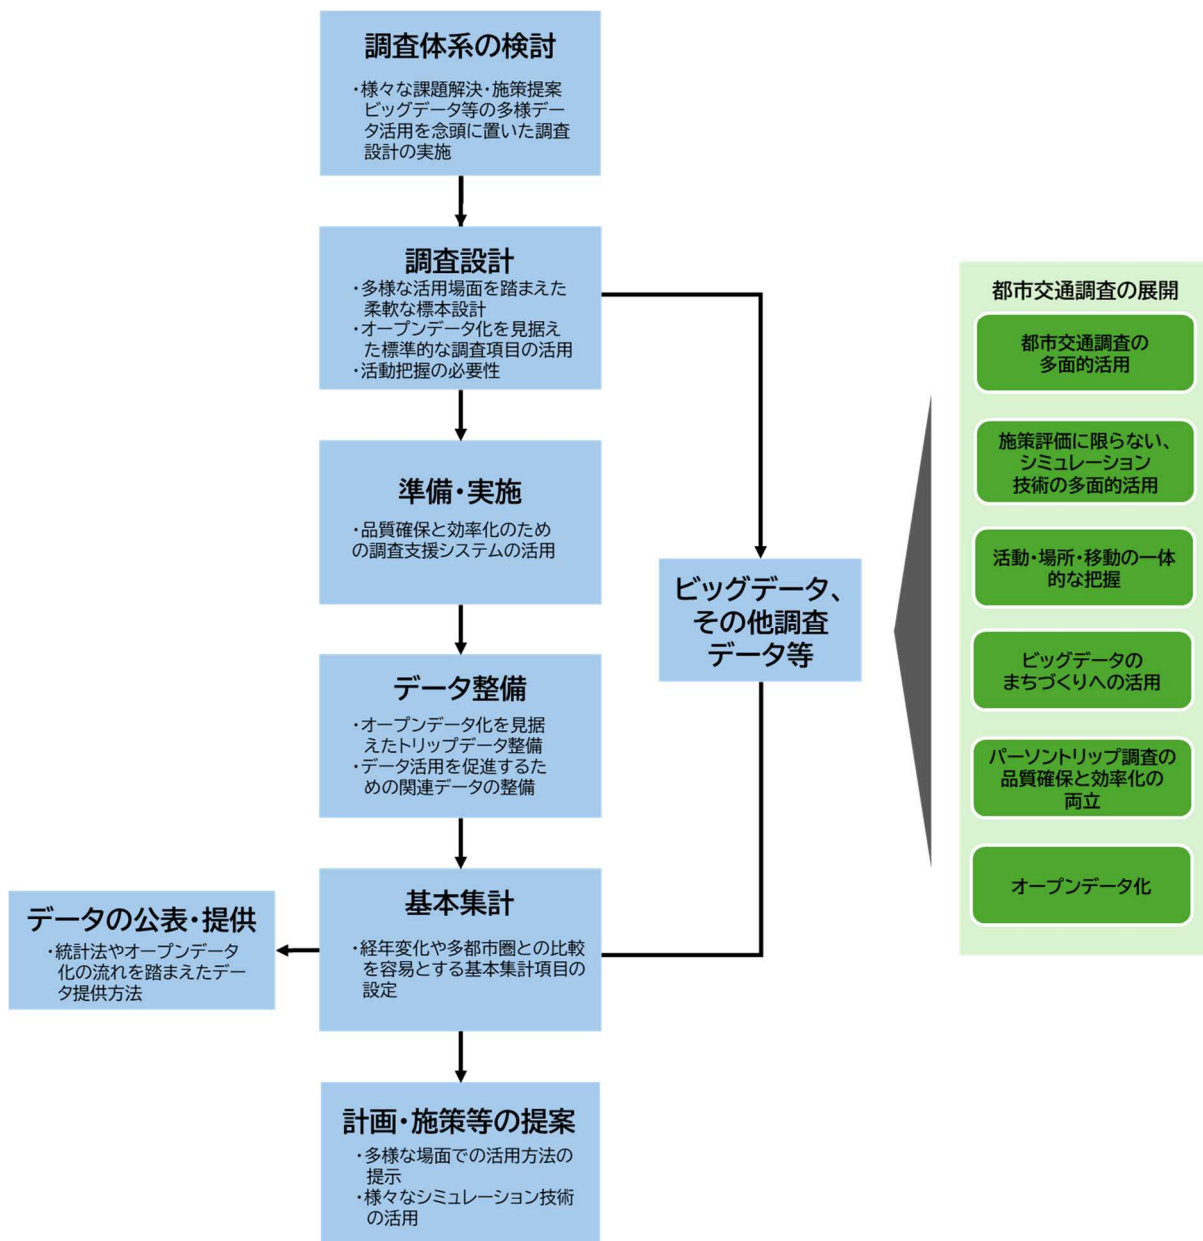 調査体系の検討
・様々な課題解決・施策提案
ビッグデータ等の多様デー
タ活用を念頭に置いた調査
設計の実施
調査設計
・多様な活用場面を踏まえた
柔軟な標本設計
・オープンデータ化を見据え
た標準的な調査項目の活用
・活動把握の必要性
準備・実施
・品質確保と効率化のため
の調査支援システムの活用
データ整備
・オープンデータ化を見据
えたトリップデータ整備
・データ活用を促進するた
めの関連データの整備
基本集計
・経年変化や多都市圏との比較
を容易とする基本集計項目の
設定
データの公表・提供
・統計法やオープンデータ
化の流れを踏まえたデー
タ提供方法
計画・施策等の提案
・多様な場面での活用方法の
提示
・様々なシミュレーション技術
の活用
ビッグデータ、
その他調査
データ等
都市交通調査の展開
都市交通調査の
多面的活用
施策評価に限らない、
シミュレーション
技術の多面的活用
活動・場所・移動の一体
的な把握
ビッグデータの
まちづくりへの活用
パーソントリップ調査の
品質確保と効率化の
両立
オープンデータ化